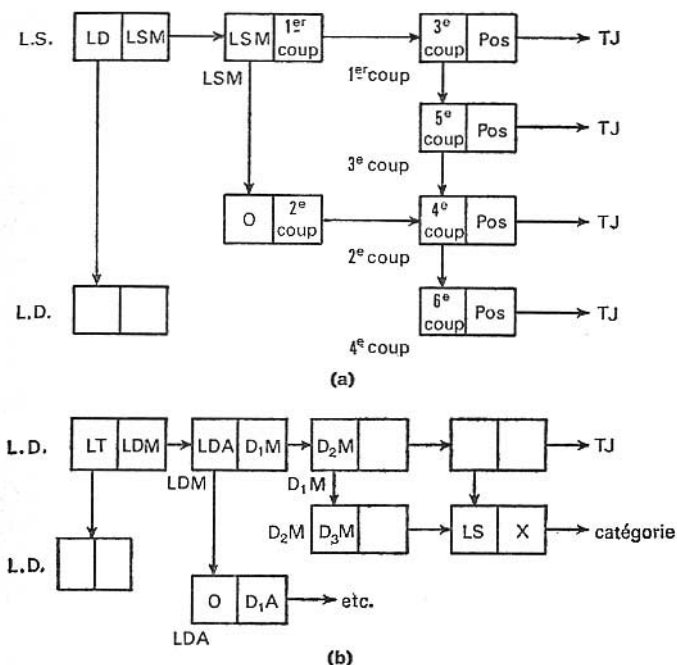 L.S. LD LSM LSM 1er coup 3e coup Pos TJ
LSM 1er coup
5e coup Pos TJ
3e coup
O 2e coup 4e coup Pos TJ
2e coup
L.D. 6e coup Pos TJ
4e coup
(a)
L.D. LT LDM LDA D₁M D₂M TJ
LDM D₁M
D₂M D₃M LS X catégorie
L.D.
O D₁A etc.
LDA
(b)